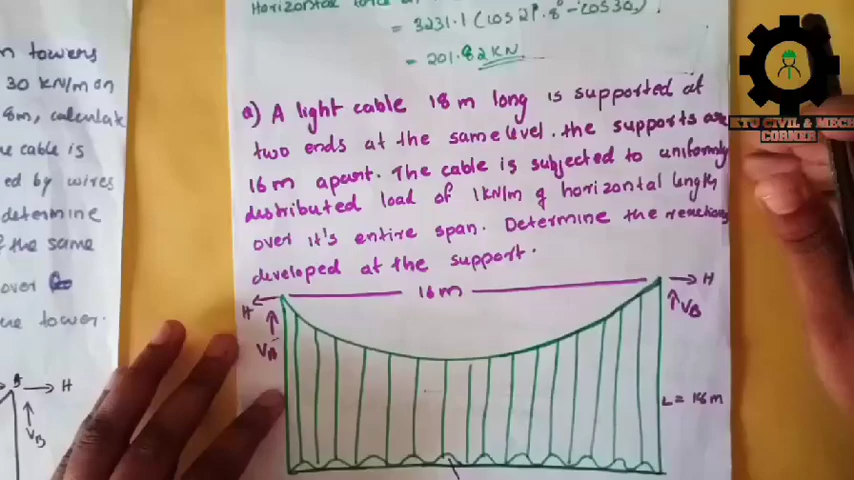 = 3231.1 (cos 21°.8 - cos 30)
= 201.82 KN
n towers
30 KN/m on
8m, calculate
cable is
ed by wires
determine
f the same
over
tower.
H
VB
a) A light cable 18 m long is supported at
two ends at the same level. the supports are
16 m apart. The cable is subjected to uniformly
distributed load of 1KN/m of horizontal length
over it's entire span. Determine the reactions
developed at the support.
H 16m H
VA VB
L = 18m
KTU CIVIL & MECH
CORNER